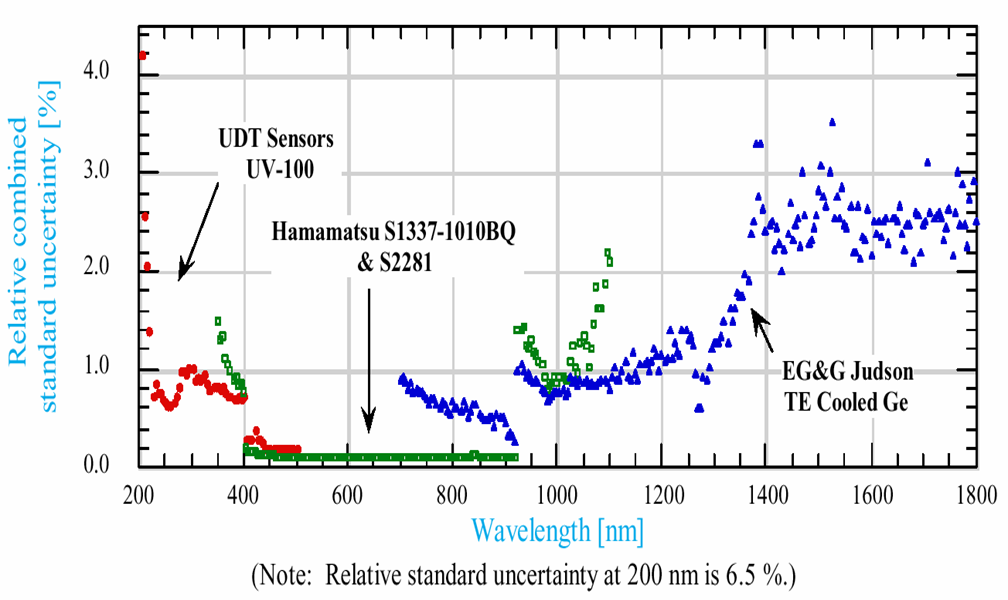 Relative combined
standard uncertainty [%]
4.0
3.0
2.0
1.0
0.0
UDT Sensors
UV-100
Hamamatsu S1337-1010BQ
& S2281
EG&G Judson
TE Cooled Ge
200 400 600 800 1000 1200 1400 1600 1800
Wavelength [nm]
(Note: Relative standard uncertainty at 200 nm is 6.5 %.)